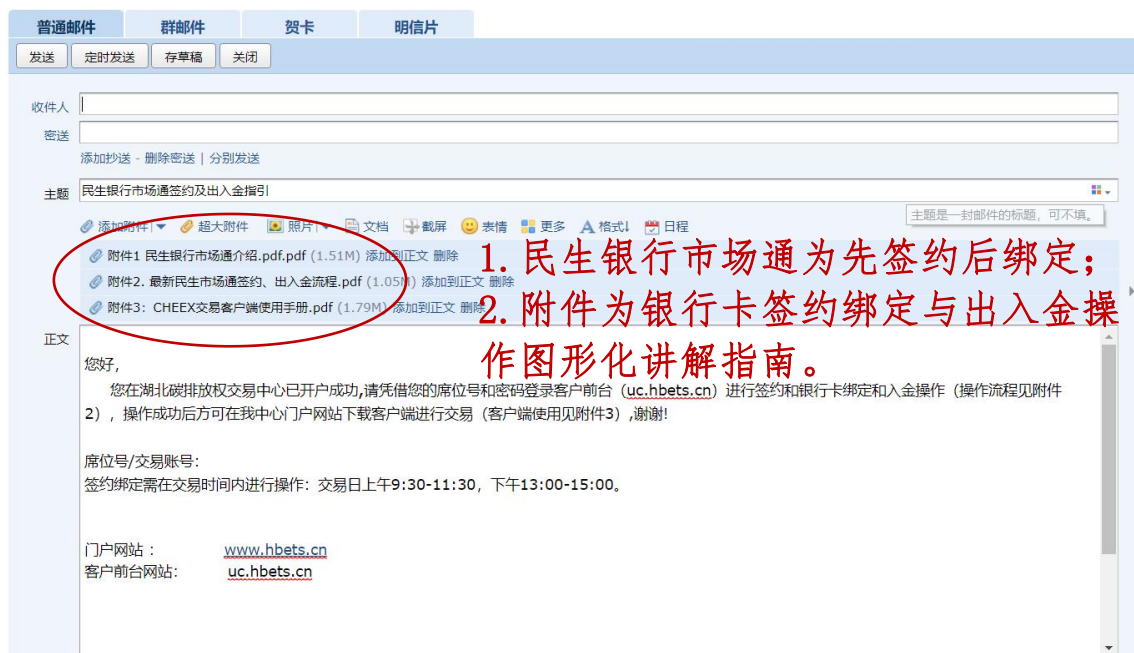 普通邮件 群邮件 贺卡 明信片
发送 定时发送 存草稿 关闭
收件人
密送
添加抄送 - 删除密送 | 分别发送
主题 民生银行市场通签约及出入金指引
主题是一封邮件的标题，可不填。
添加附件 超大附件 照片 文档 截屏 表情 更多 格式↓ 日程
附件1 民生银行市场通介绍.pdf.pdf (1.51M) 添加到正文 删除
附件2. 最新民生市场通签约、出入金流程.pdf (1.05M) 添加到正文 删除
附件3：CHEEX交易客户端使用手册.pdf (1.79M) 添加到正文 删除
1.民生银行市场通为先签约后绑定;
2.附件为银行卡签约绑定与出入金操
作图形化讲解指南。
正文
您好,
您在湖北碳排放权交易中心已开户成功,请凭借您的席位号和密码登录客户前台（uc.hbets.cn）进行签约和银行卡绑定和入金操作（操作流程见附件
2），操作成功后方可在我中心门户网站下载客户端进行交易（客户端使用见附件3）,谢谢!
席位号/交易账号：
签约绑定需在交易时间内进行操作：交易日上午9:30-11:30，下午13:00-15:00。
门户网站 ： www.hbets.cn
客户前台网站： uc.hbets.cn